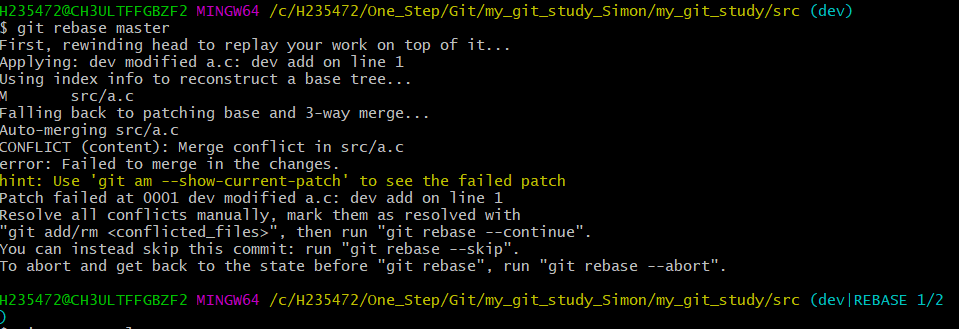 H235472@CH3ULTFFGBZF2 MINGW64 /c/H235472/One_Step/Git/my_git_study_Simon/my_git_study/src (dev)
$ git rebase master
First, rewinding head to replay your work on top of it...
Applying: dev modified a.c: dev add on line 1
Using index info to reconstruct a base tree...
M       src/a.c
Falling back to patching base and 3-way merge...
Auto-merging src/a.c
CONFLICT (content): Merge conflict in src/a.c
error: Failed to merge in the changes.
hint: Use 'git am --show-current-patch' to see the failed patch
Patch failed at 0001 dev modified a.c: dev add on line 1
Resolve all conflicts manually, mark them as resolved with
"git add/rm <conflicted_files>", then run "git rebase --continue".
You can instead skip this commit: run "git rebase --skip".
To abort and get back to the state before "git rebase", run "git rebase --abort".
H235472@CH3ULTFFGBZF2 MINGW64 /c/H235472/One_Step/Git/my_git_study_Simon/my_git_study/src (dev|REBASE 1/2
)